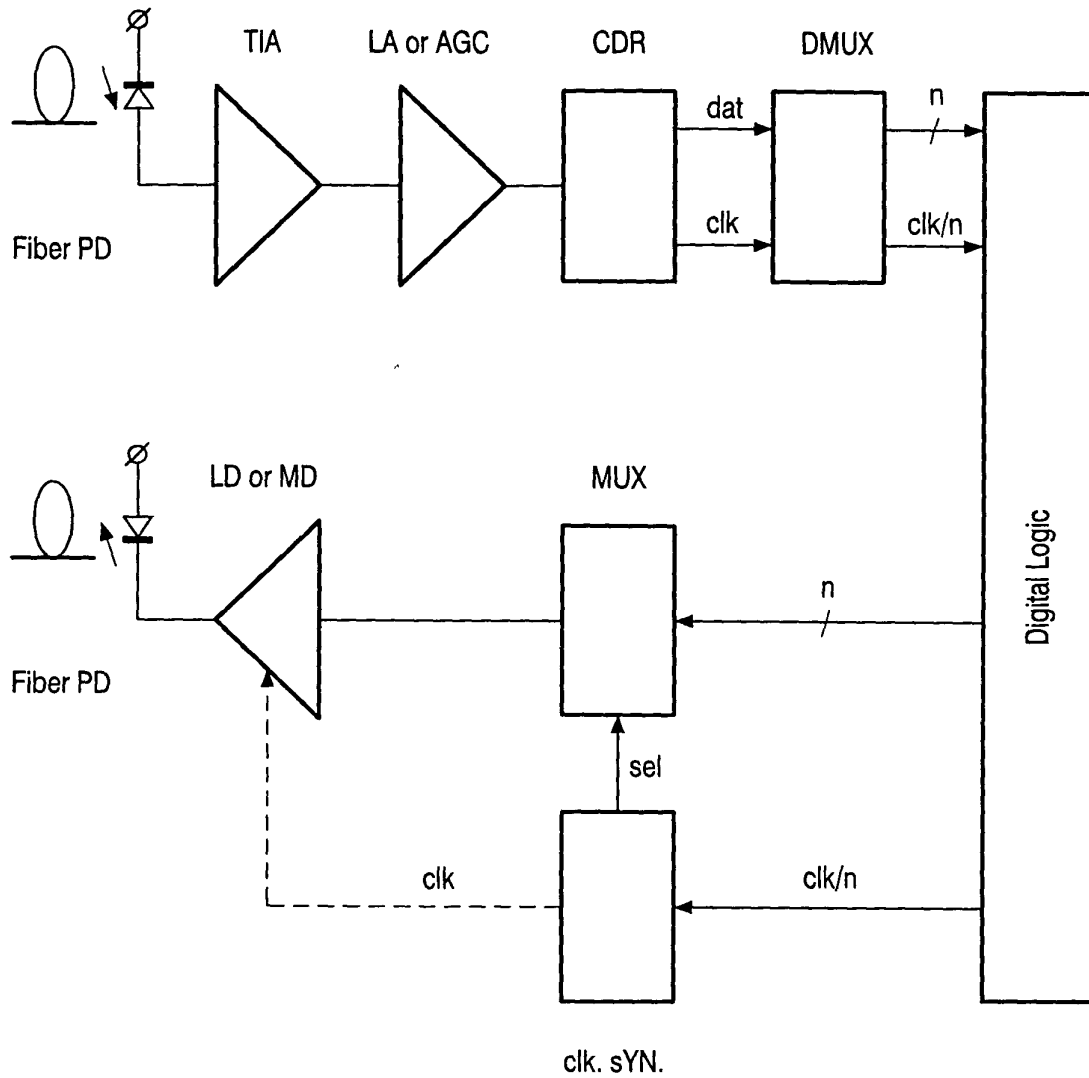 TIA
LA or AGC
CDR
DMUX
dat
n
clk
clk/n
Fiber PD
LD or MD
MUX
n
Digital Logic
Fiber PD
sel
clk
clk/n
clk. sYN.